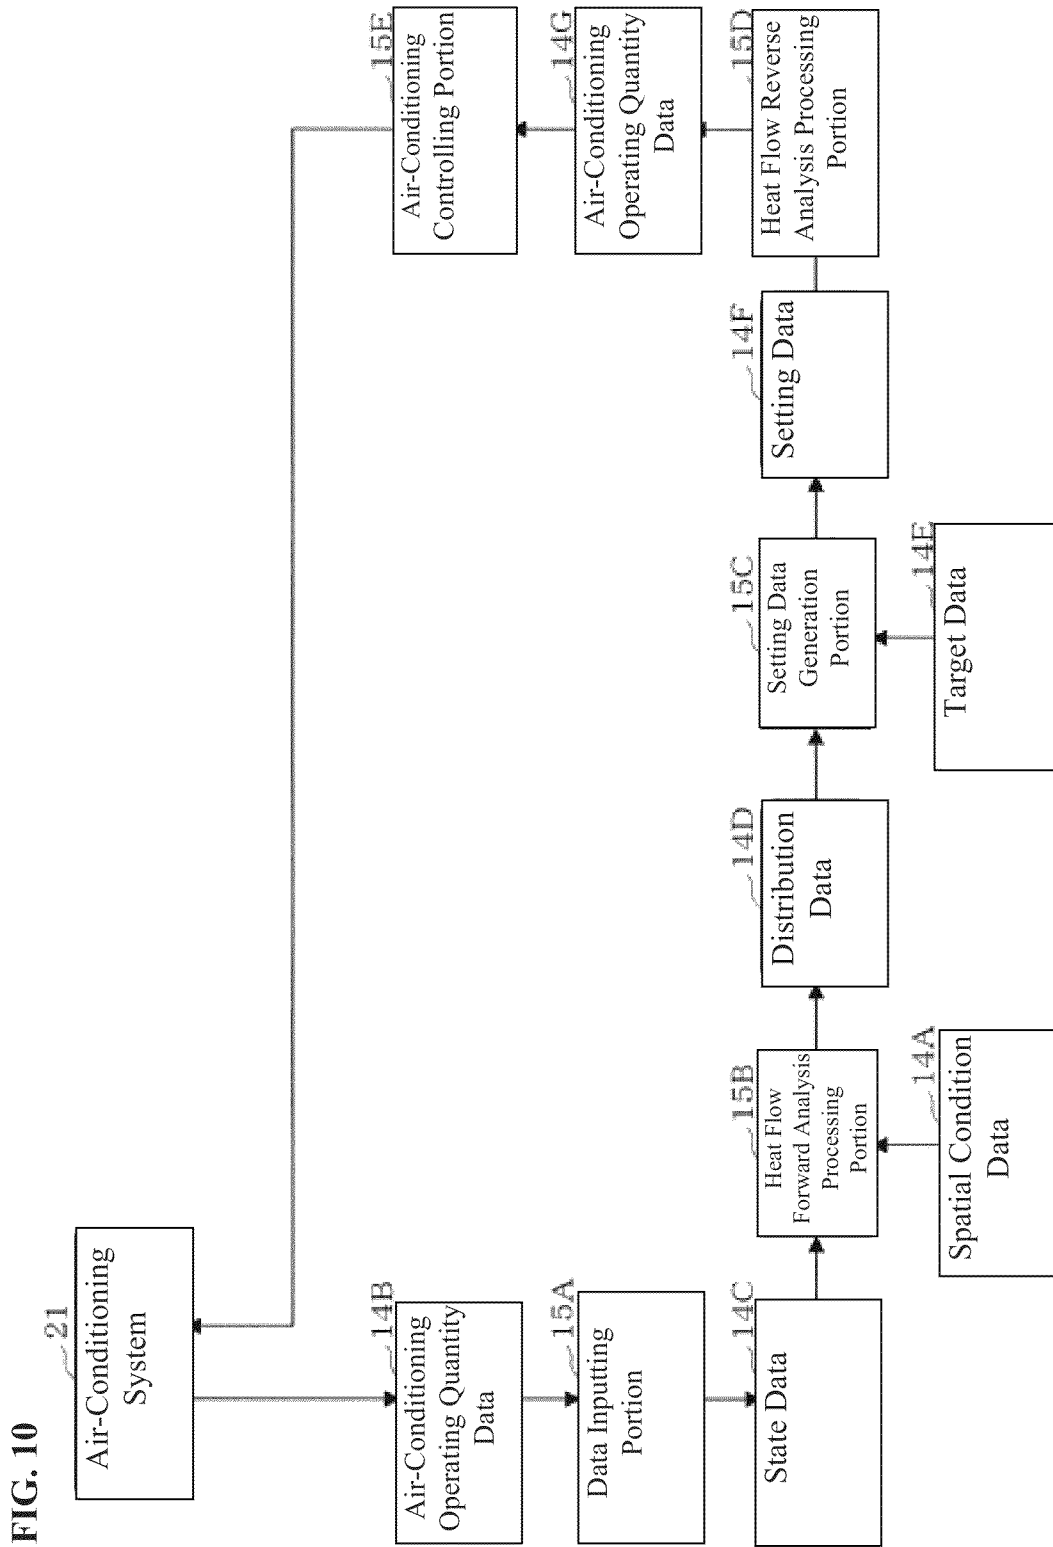 FIG. 10
21
Air-Conditioning
System
14B
Air-Conditioning
Operating Quantity
Data
15A
Data Inputting
Portion
14C
State Data
15B
Heat Flow
Forward Analysis
Processing
Portion
14A
Spatial Condition
Data
14D
Distribution
Data
15C
Setting Data
Generation
Portion
14E
Target Data
14F
Setting Data
15D
Heat Flow Reverse
Analysis Processing
Portion
14G
Air-Conditioning
Operating Quantity
Data
15E
Air-Conditioning
Controlling Portion